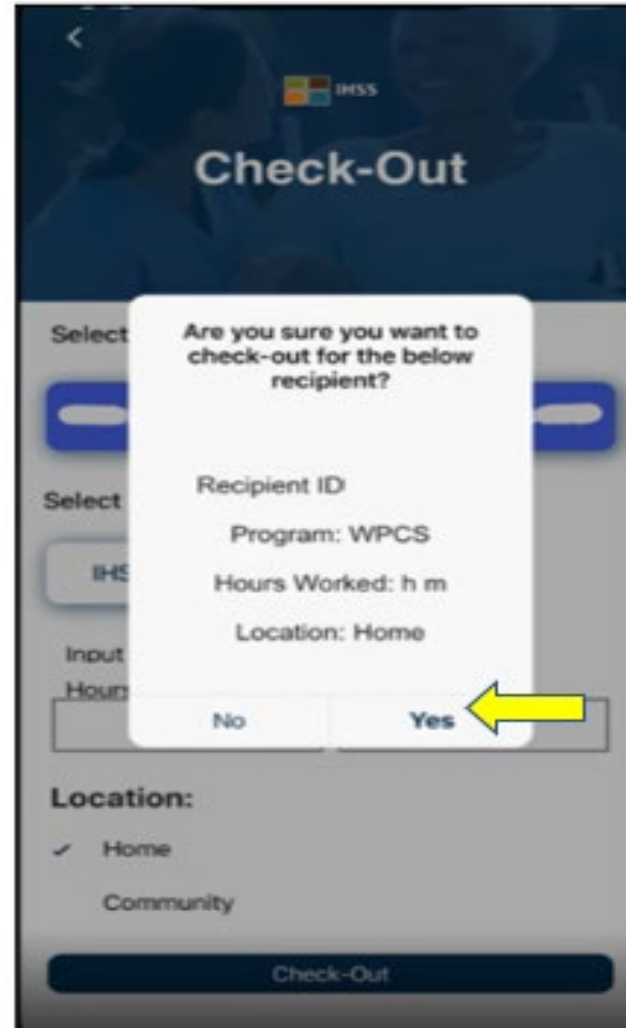 IHSS
Check-Out
Select
Are you sure you want to
check-out for the below
recipient?
Recipient ID
Select
Program: WPCS
IHS
Hours Worked: h m
Location: Home
Input
Hours
No
Yes
Location:
Home
Community
Check-Out